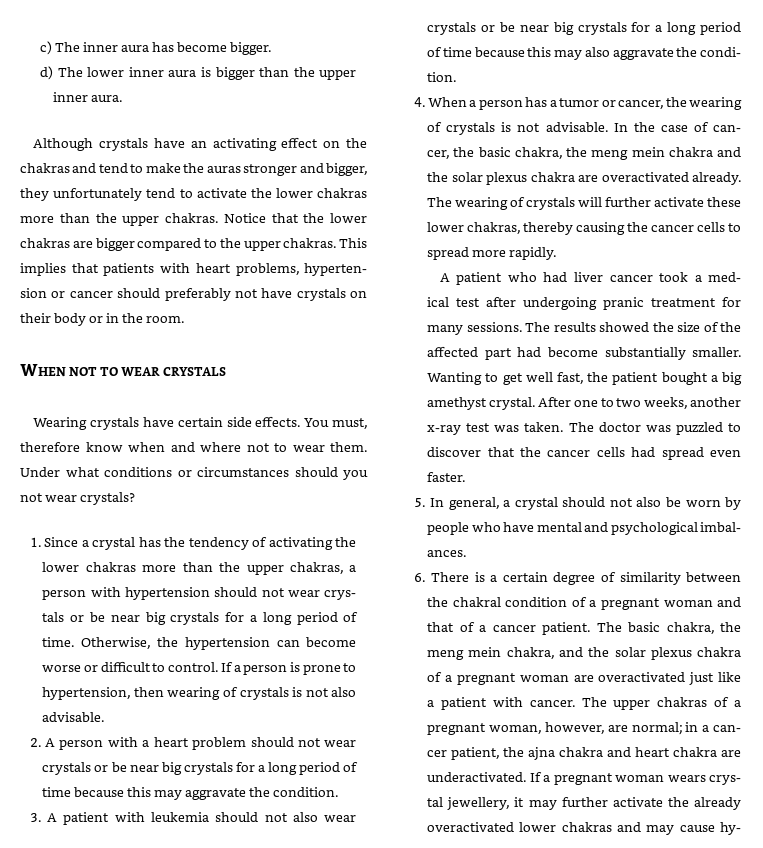 c) The inner aura has become bigger.
d) The lower inner aura is bigger than the upper
inner aura.
Although crystals have an activating effect on the
chakras and tend to make the auras stronger and bigger,
they unfortunately tend to activate the lower chakras
more than the upper chakras. Notice that the lower
chakras are bigger compared to the upper chakras. This
implies that patients with heart problems, hyperten-
sion or cancer should preferably not have crystals on
their body or in the room.
WHEN NOT TO WEAR CRYSTALS
Wearing crystals have certain side effects. You must,
therefore know when and where not to wear them.
Under what conditions or circumstances should you
not wear crystals?
1. Since a crystal has the tendency of activating the
lower chakras more than the upper chakras, a
person with hypertension should not wear crys-
tals or be near big crystals for a long period of
time. Otherwise, the hypertension can become
worse or difficult to control. If a person is prone to
hypertension, then wearing of crystals is not also
advisable.
2. A person with a heart problem should not wear
crystals or be near big crystals for a long period of
time because this may aggravate the condition.
3. A patient with leukemia should not also wear
crystals or be near big crystals for a long period
of time because this may also aggravate the condi-
tion.
4. When a person has a tumor or cancer, the wearing
of crystals is not advisable. In the case of can-
cer, the basic chakra, the meng mein chakra and
the solar plexus chakra are overactivated already.
The wearing of crystals will further activate these
lower chakras, thereby causing the cancer cells to
spread more rapidly.
A patient who had liver cancer took a med-
ical test after undergoing pranic treatment for
many sessions. The results showed the size of the
affected part had become substantially smaller.
Wanting to get well fast, the patient bought a big
amethyst crystal. After one to two weeks, another
x-ray test was taken. The doctor was puzzled to
discover that the cancer cells had spread even
faster.
5. In general, a crystal should not also be worn by
people who have mental and psychological imbal-
ances.
6. There is a certain degree of similarity between
the chakral condition of a pregnant woman and
that of a cancer patient. The basic chakra, the
meng mein chakra, and the solar plexus chakra
of a pregnant woman are overactivated just like
a patient with cancer. The upper chakras of a
pregnant woman, however, are normal; in a can-
cer patient, the ajna chakra and heart chakra are
underactivated. If a pregnant woman wears crys-
tal jewellery, it may further activate the already
overactivated lower chakras and may cause hy-